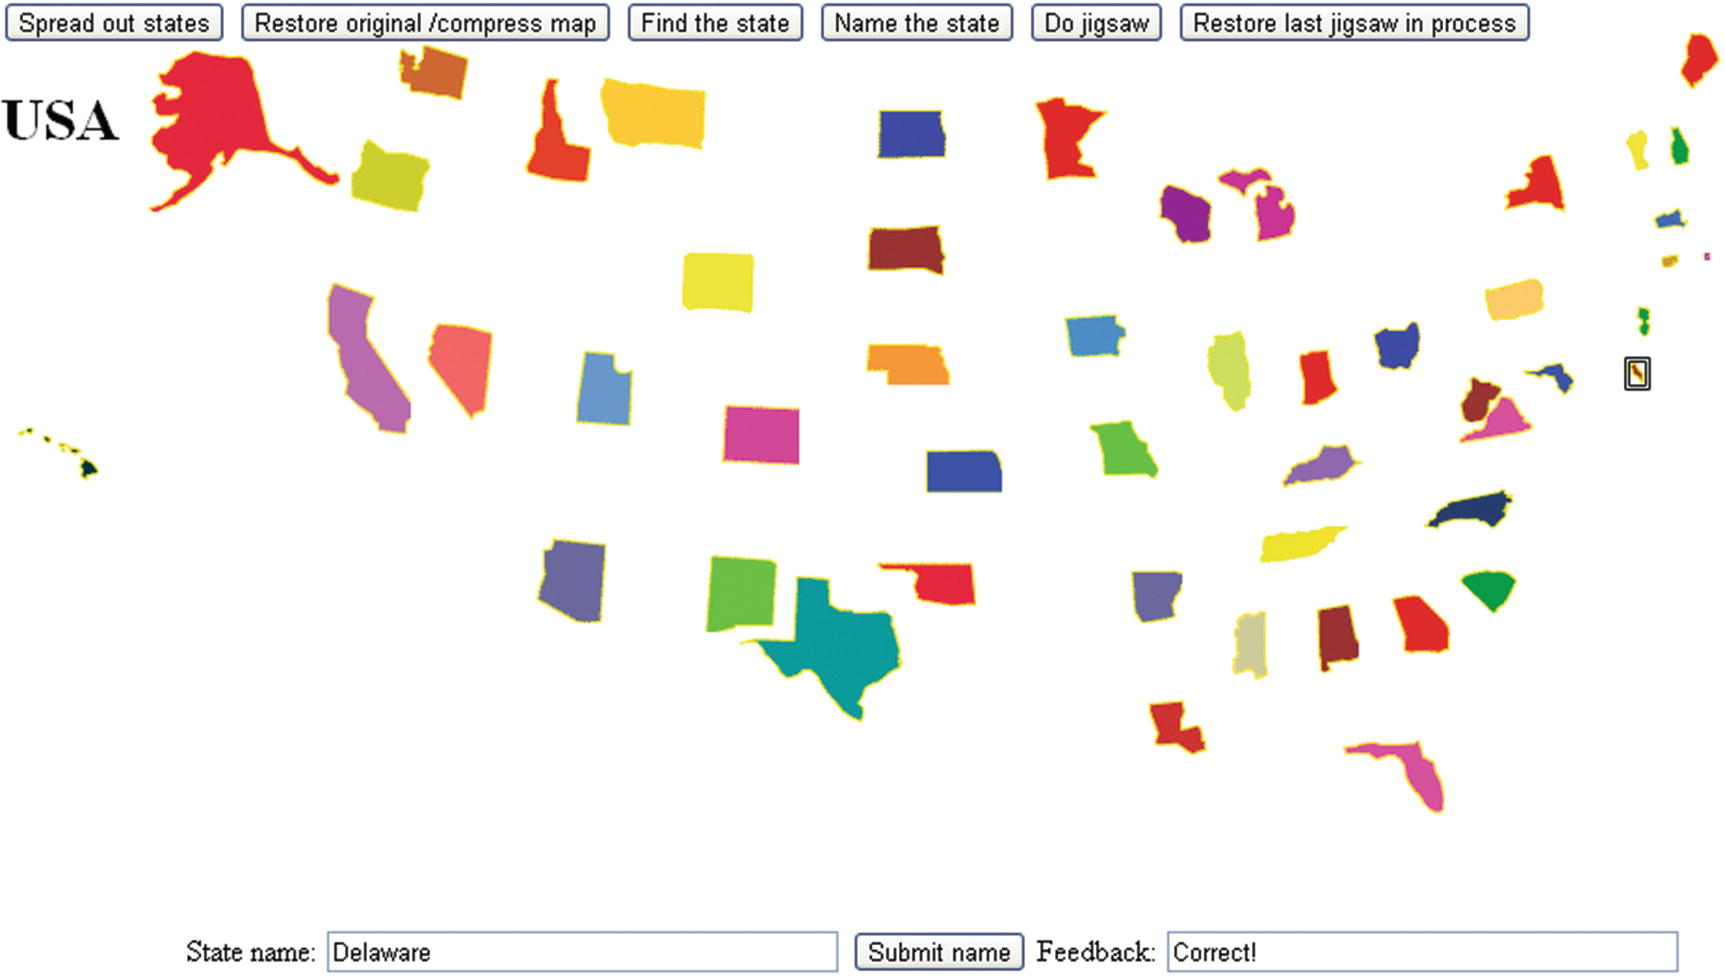 Spread out states Restore original /compress map Find the state Name the state Do jigsaw Restore last jigsaw in process
USA
State name: Delaware Submit name Feedback: Correct!